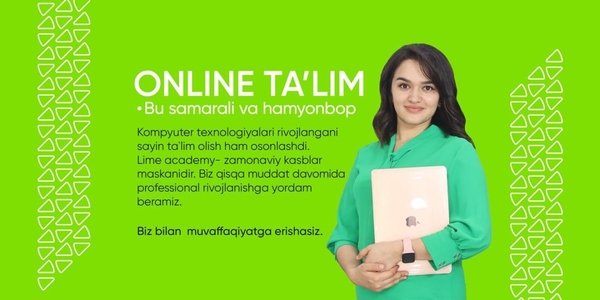 ONLINE TA’LIM
•Bu samarali va hamyonbop
Kompyuter texnologiyalari rivojlangani
sayin ta`lim olish ham osonlashdi.
Lime academy- zamonaviy kasblar
maskanidir. Biz qisqa muddat davomida
professional rivojlanishga yordam
beramiz.
Biz bilan muvaffaqiyatga erishasiz.